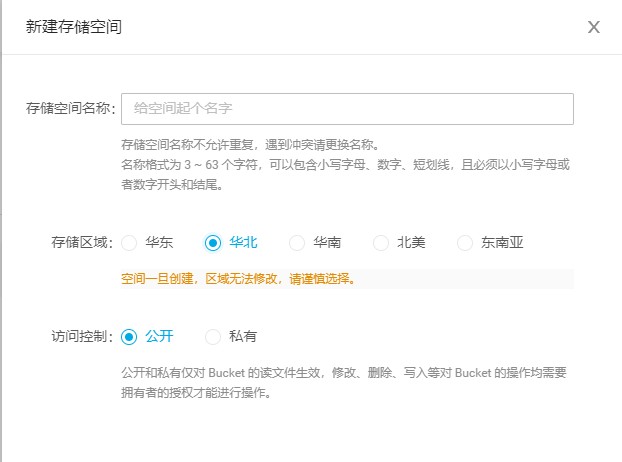 新建存储空间 X
存储空间名称： 给空间起个名字
存储空间名称不允许重复，遇到冲突请更换名称。
名称格式为 3 ~ 63 个字符，可以包含小写字母、数字、短划线，且必须以小写字母或
者数字开头和结尾。
存储区域： 华东 华北 华南 北美 东南亚
空间一旦创建，区域无法修改，请谨慎选择。
访问控制： 公开 私有
公开和私有仅对 Bucket 的读文件生效，修改、删除、写入等对 Bucket 的操作均需要
拥有者的授权才能进行操作。